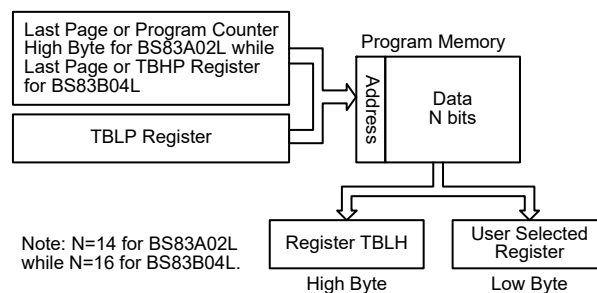 Last Page or Program Counter
High Byte for BS83A02L while
Last Page or TBHP Register
for BS83B04L
TBLP Register
Program Memory
Address
Data
N bits
Register TBLH
High Byte
User Selected
Register
Low Byte
Note: N=14 for BS83A02L
while N=16 for BS83B04L.